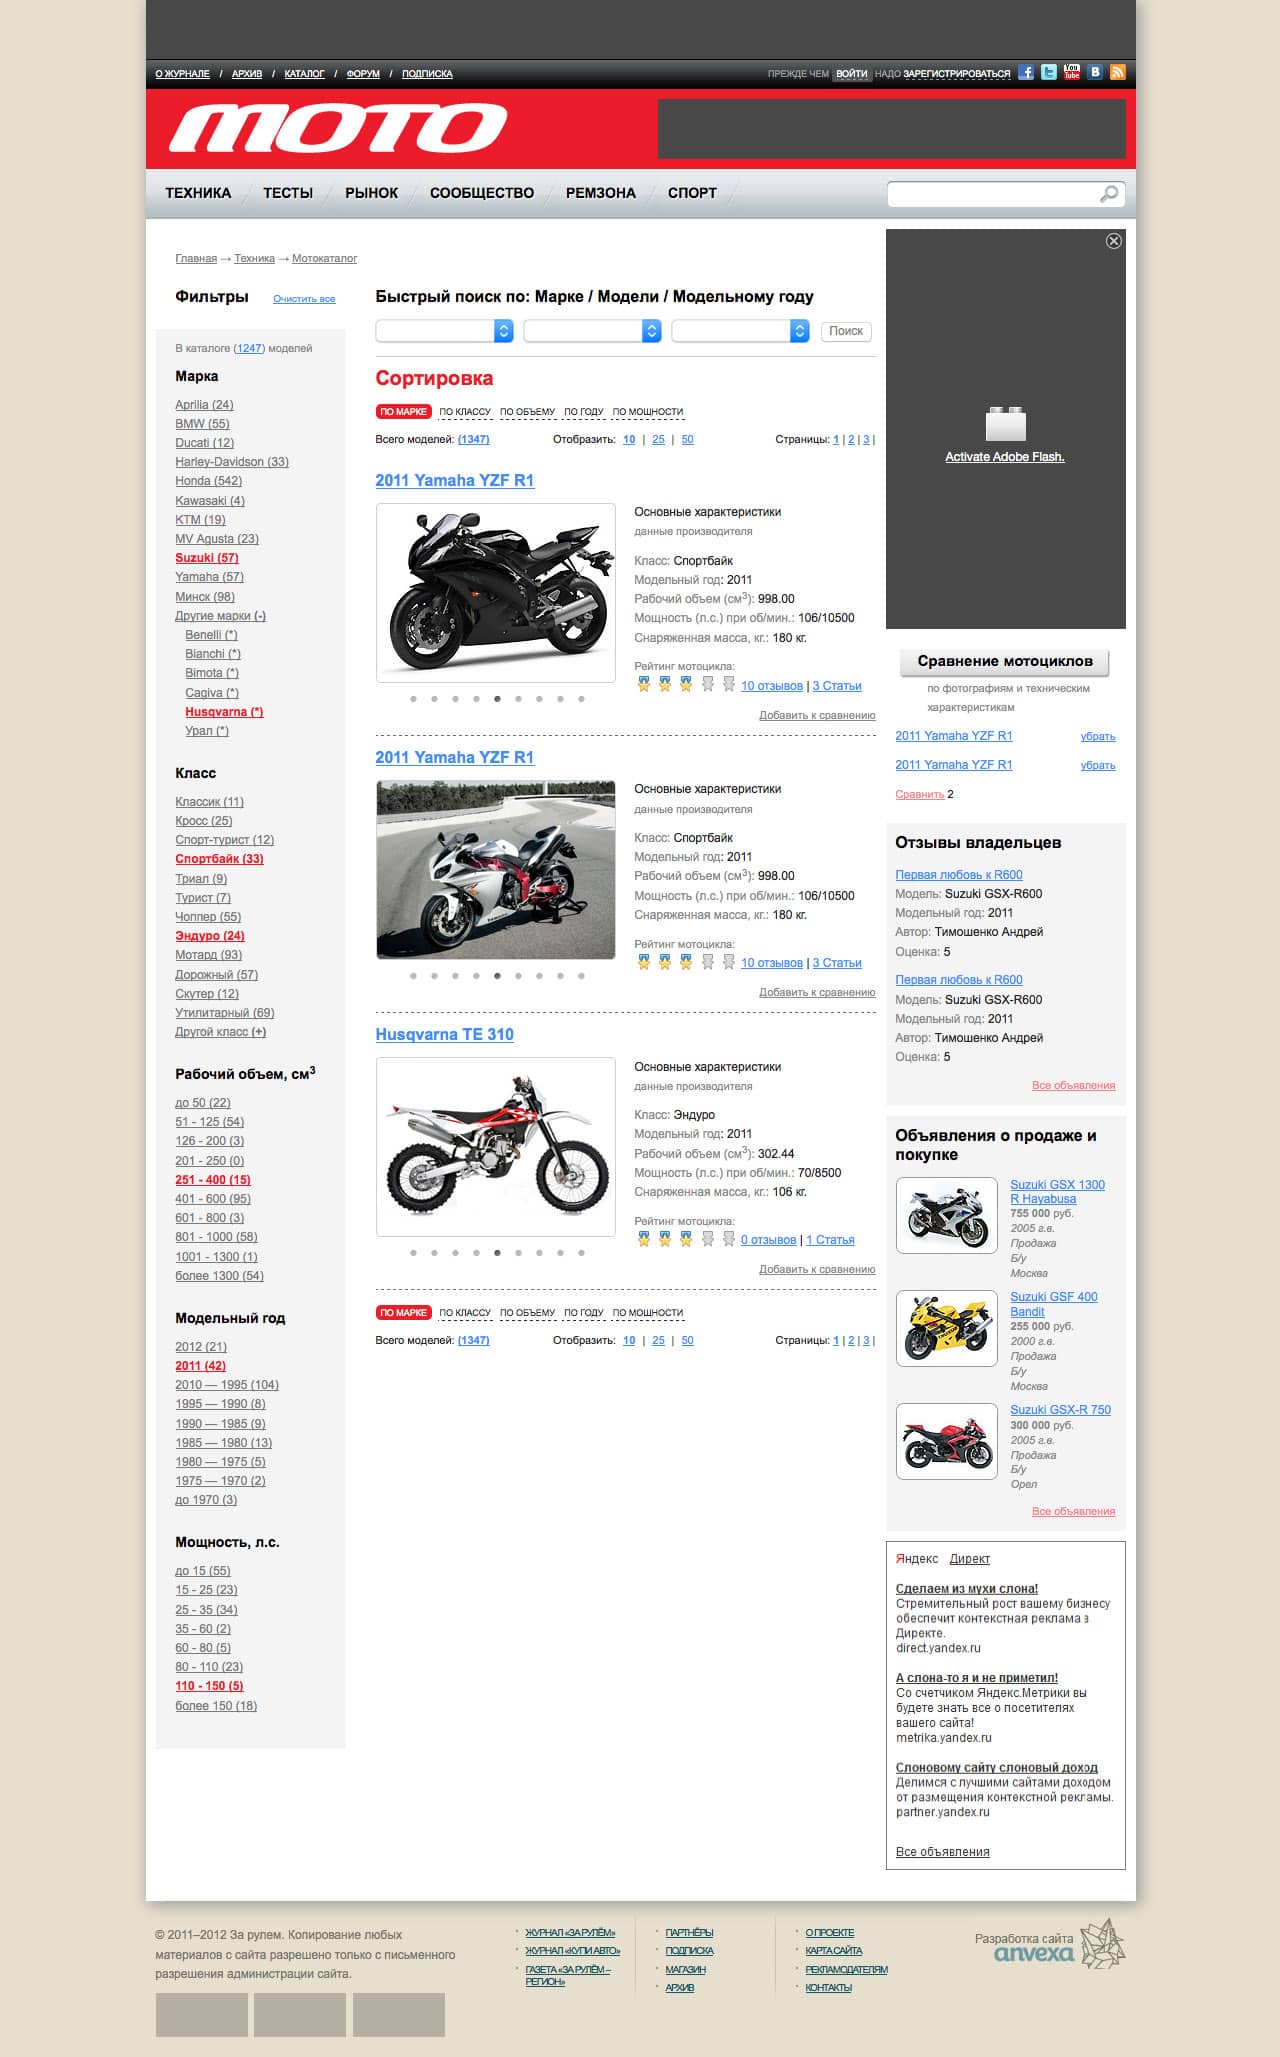 О ЖУРНАЛЕ / АРХИВ / КАТАЛОГ / ФОРУМ / ПОДПИСКА
ПРЕЖДЕ ЧЕМ ВОЙТИ НАДО ЗАРЕГИСТРИРОВАТЬСЯ
You Tube
мото
ТЕХНИКА ТЕСТЫ РЫНОК СООБЩЕСТВО РЕМЗОНА СПОРТ
Главная → Техника → Мотокаталог
Фильтры Очистить все
В каталоге (1247) моделей
Марка
Aprilia (24)
BMW (55)
Ducati (12)
Harley-Davidson (33)
Honda (542)
Kawasaki (4)
KTM (19)
MV Agusta (23)
Suzuki (57)
Yamaha (57)
Минск (98)
Другие марки (-)
Benelli (*)
Bianchi (*)
Bimota (*)
Cagiva (*)
Husqvarna (*)
Урал (*)
Класс
Классик (11)
Кросс (25)
Спорт-турист (12)
Спортбайк (33)
Триал (9)
Турист (7)
Чоппер (55)
Эндуро (24)
Мотард (93)
Дорожный (57)
Скутер (12)
Утилитарный (69)
Другой класс (+)
Рабочий объем, см3
до 50 (22)
51 - 125 (54)
126 - 200 (3)
201 - 250 (0)
251 - 400 (15)
401 - 600 (95)
601 - 800 (3)
801 - 1000 (58)
1001 - 1300 (1)
более 1300 (54)
Модельный год
2012 (21)
2011 (42)
2010 — 1995 (104)
1995 — 1990 (8)
1990 — 1985 (9)
1985 — 1980 (13)
1980 — 1975 (5)
1975 — 1970 (2)
до 1970 (3)
Мощность, л.с.
до 15 (55)
15 - 25 (23)
25 - 35 (34)
35 - 60 (2)
60 - 80 (5)
80 - 110 (23)
110 - 150 (5)
более 150 (18)
Быстрый поиск по: Марке / Модели / Модельному году
Поиск
Сортировка
ПО МАРКЕ ПО КЛАССУ ПО ОБЪЕМУ ПО ГОДУ ПО МОЩНОСТИ
Всего моделей: (1347) Отобразить: 10 | 25 | 50 Страницы: 1 | 2 | 3 |
2011 Yamaha YZF R1
Основные характеристики
данные производителя
Класс: Спортбайк
Модельный год: 2011
Рабочий объем (см3): 998.00
Мощность (л.с.) при об/мин.: 106/10500
Снаряженная масса, кг.: 180 кг.
Рейтинг мотоцикла:
10 отзывов | 3 Статьи
Добавить к сравнению
2011 Yamaha YZF R1
Основные характеристики
данные производителя
Класс: Спортбайк
Модельный год: 2011
Рабочий объем (см3): 998.00
Мощность (л.с.) при об/мин.: 106/10500
Снаряженная масса, кг.: 180 кг.
Рейтинг мотоцикла:
10 отзывов | 3 Статьи
Добавить к сравнению
Husqvarna TE 310
Основные характеристики
данные производителя
Класс: Эндуро
Модельный год: 2011
Рабочий объем (см3): 302.44
Мощность (л.с.) при об/мин.: 70/8500
Снаряженная масса, кг.: 106 кг.
Рейтинг мотоцикла:
0 отзывов | 1 Статья
Добавить к сравнению
ПО МАРКЕ ПО КЛАССУ ПО ОБЪЕМУ ПО ГОДУ ПО МОЩНОСТИ
Всего моделей: (1347) Отобразить: 10 | 25 | 50 Страницы: 1 | 2 | 3 |
Activate Adobe Flash.
Сравнение мотоциклов
по фотографиям и техническим
характеристикам
2011 Yamaha YZF R1 убрать
2011 Yamaha YZF R1 убрать
Сравнить 2
Отзывы владельцев
Первая любовь к R600
Модель: Suzuki GSX-R600
Модельный год: 2011
Автор: Тимошенко Андрей
Оценка: 5
Первая любовь к R600
Модель: Suzuki GSX-R600
Модельный год: 2011
Автор: Тимошенко Андрей
Оценка: 5
Все объявления
Объявления о продаже и
покупке
Suzuki GSX 1300
R Hayabusa
755 000 руб.
2005 г.в.
Продажа
Б/у
Москва
Suzuki GSF 400
Bandit
255 000 руб.
2000 г.в.
Продажа
Б/у
Москва
Suzuki GSX-R 750
300 000 руб.
2005 г.в.
Продажа
Б/у
Орел
Все объявления
Яндекс Директ
Сделаем из мухи слона!
Стремительный рост вашему бизнесу
обеспечит контекстная реклама в
Директе.
direct.yandex.ru
А слона-то я и не приметил!
Со счетчиком Яндекс.Метрики вы
будете знать все о посетителях
вашего сайта!
metrika.yandex.ru
Слоновому сайту слоновый доход
Делимся с лучшими сайтами доходом
от размещения контекстной рекламы.
partner.yandex.ru
Все объявления
© 2011–2012 За рулем. Копирование любых
материалов с сайта разрешено только с письменного
разрешения администрации сайта.
ЖУРНАЛ «ЗА РУЛЁМ»
ЖУРНАЛ «КУПИ АВТО»
ГАЗЕТА «ЗА РУЛЁМ –
РЕГИОН»
ПАРТНЁРЫ
ПОДПИСКА
МАГАЗИН
АРХИВ
О ПРОЕКТЕ
КАРТА САЙТА
РЕКЛАМОДАТЕЛЯМ
КОНТАКТЫ
Разработка сайта
anvexa